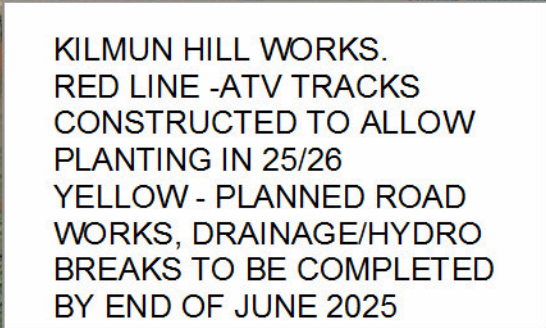 KILMUN HILL WORKS.
RED LINE -ATV TRACKS
CONSTRUCTED TO ALLOW
PLANTING IN 25/26
YELLOW - PLANNED ROAD
WORKS, DRAINAGE/HYDRO
BREAKS TO BE COMPLETED
BY END OF JUNE 2025